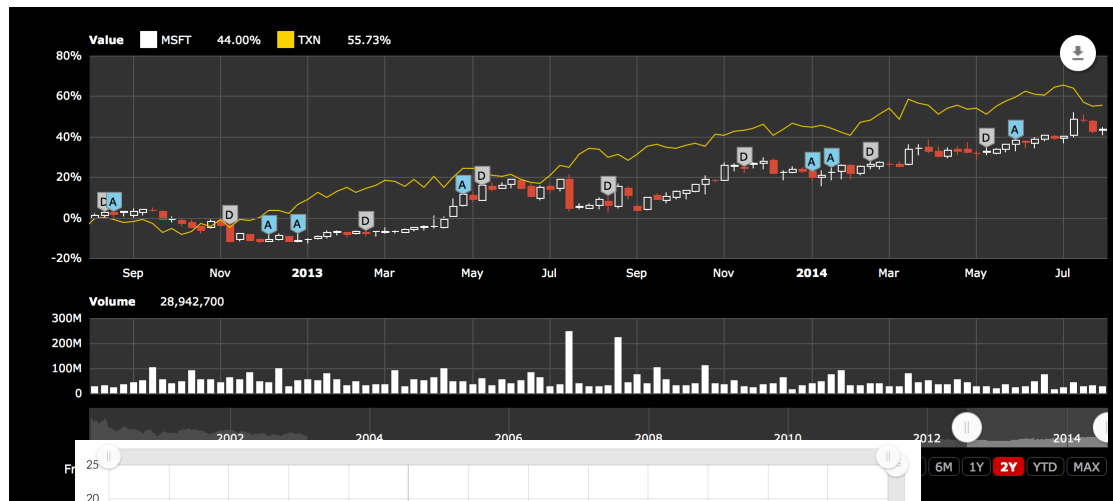 Value MSFT 44.00% TXN 55.73%
80%
60%
40%
20%
0%
-20%
D A D A A D A D D D A A D D A
Sep Nov 2013 Mar May Jul Sep Nov 2014 Mar May Jul
Volume 28,942,700
300M
200M
100M
0
2002 2004 2006 2008 2010 2012 2014
6M 1Y 2Y YTD MAX
25
20